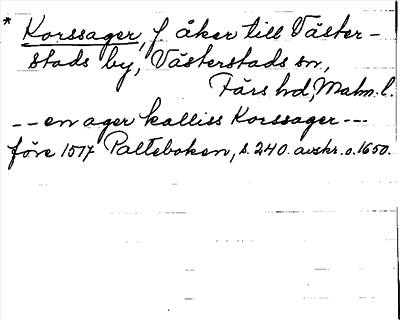 * Korssager, f. åker till Väster-
stads by, Västerstads sn,
Färs hd, Malm. l.
-- en ager kalliss Korssager ---
före 1517 Palteboken, s. 240. avskr. o. 1650.